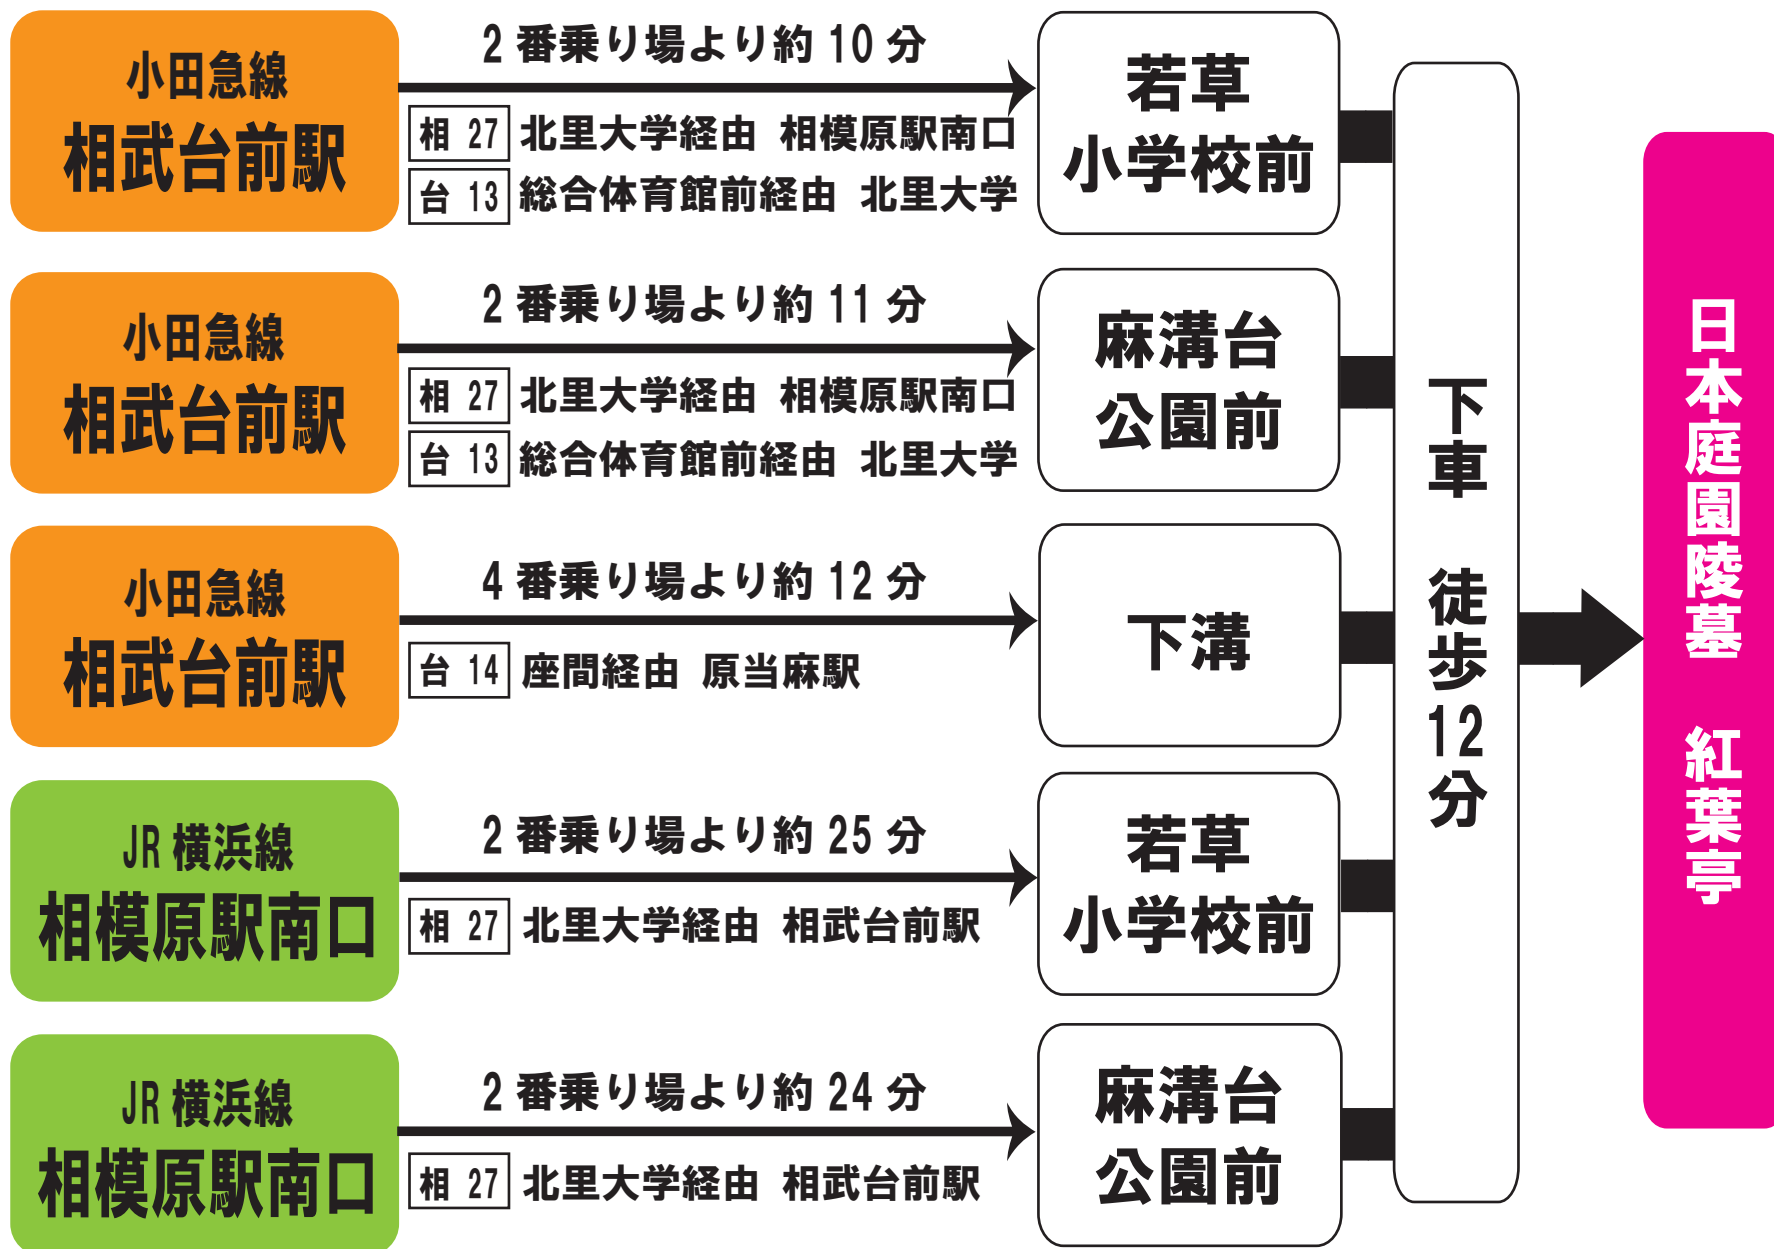 小田急線
相武台前駅
2 番乗り場より約 10 分
相 27 北里大学経由 相模原駅南口
台 13 総合体育館前経由 北里大学
若草
小学校前
小田急線
相武台前駅
2 番乗り場より約 11 分
相 27 北里大学経由 相模原駅南口
台 13 総合体育館前経由 北里大学
麻溝台
公園前
小田急線
相武台前駅
4 番乗り場より約 12 分
台 14 座間経由 原当麻駅
下溝
JR 横浜線
相模原駅南口
2 番乗り場より約 25 分
相 27 北里大学経由 相武台前駅
若草
小学校前
JR 横浜線
相模原駅南口
2 番乗り場より約 24 分
相 27 北里大学経由 相武台前駅
麻溝台
公園前
下車 徒歩12分
日本庭園陵墓 紅葉亭